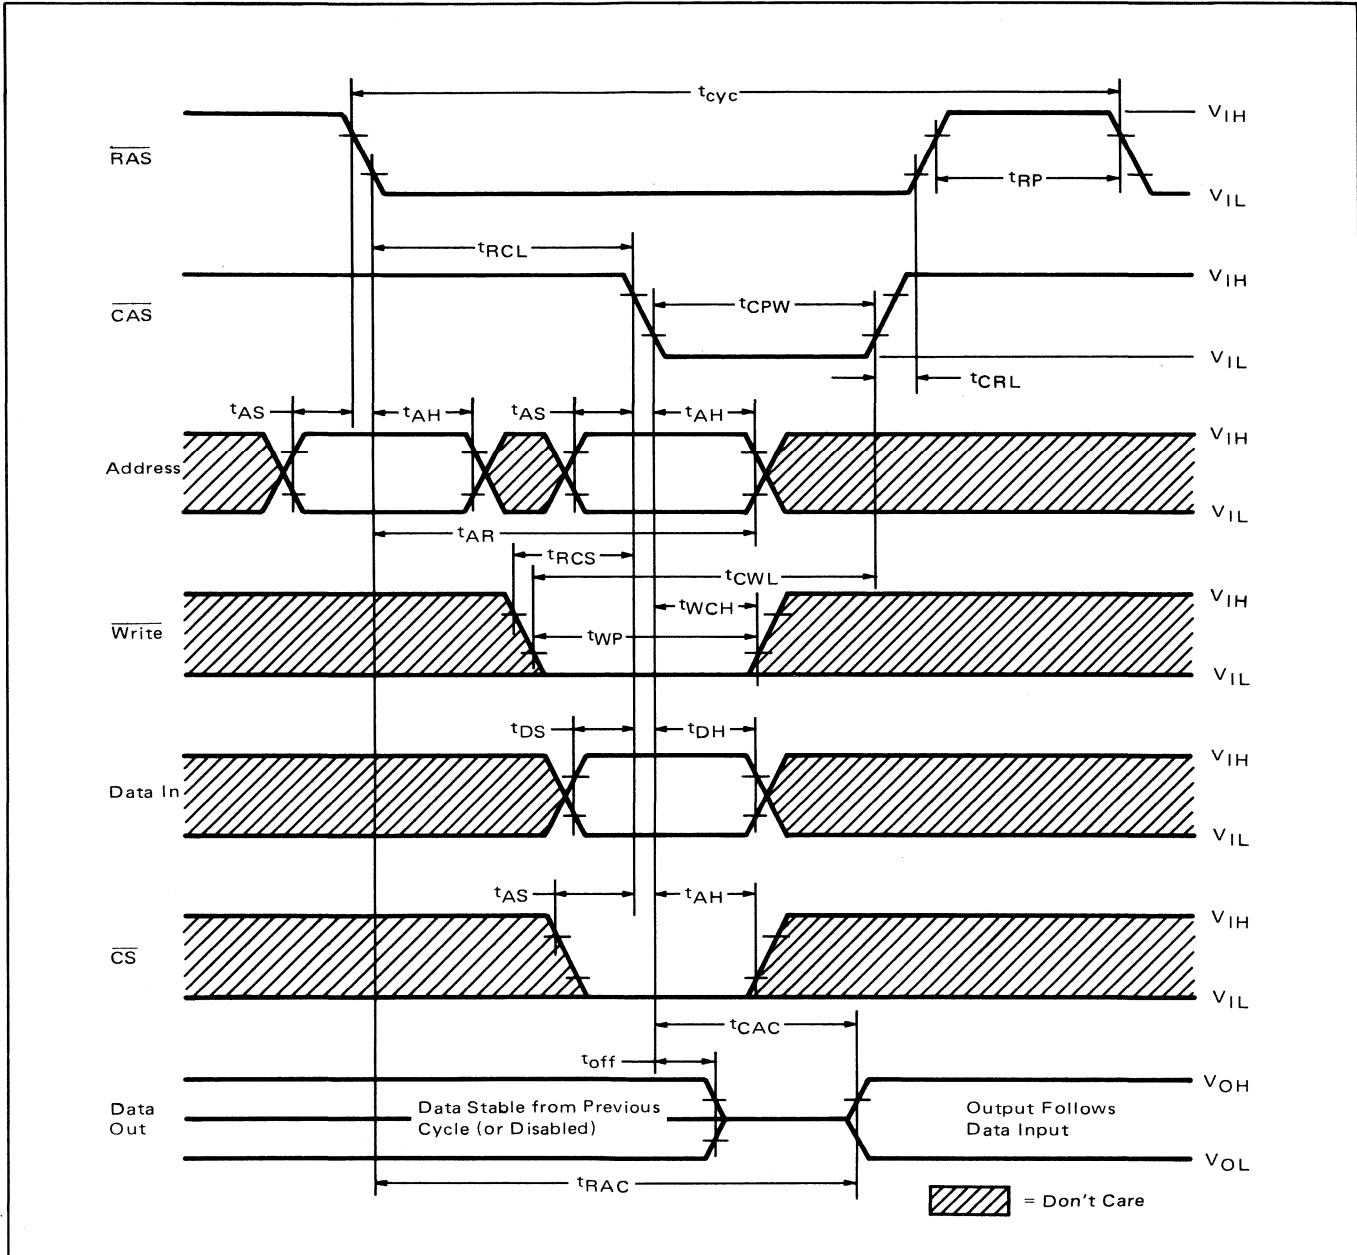 tcyc
VIH
RAS
tRP
VIL
tRCL
VIH
CAS
tCPW
VIL
tCRL
tAS
tAH
tAS
tAH
VIH
Address
VIL
tAR
tRCS
tCWL
VIH
tWCH
Write
tWP
VIL
tDS
tDH
VIH
Data In
VIL
tAS
tAH
VIH
CS
VIL
tCAC
toff
VOH
Data
Out
Data Stable from Previous
Cycle (or Disabled)
Output Follows
Data Input
VOL
tRAC
= Don't Care